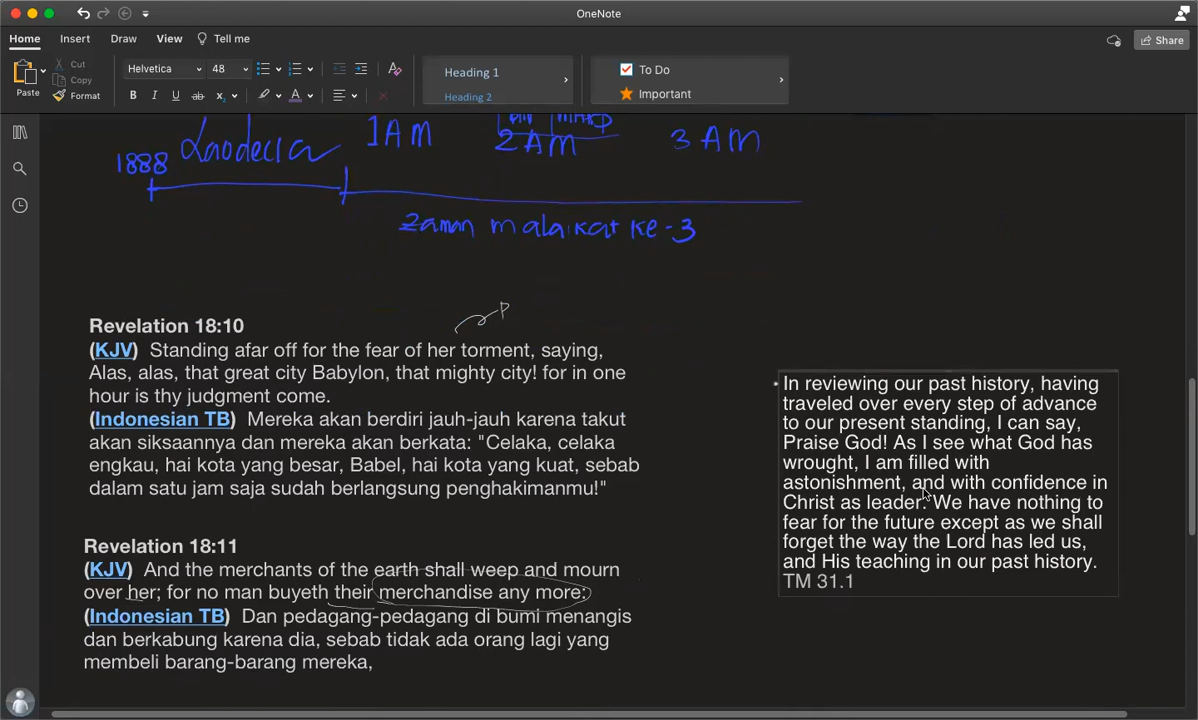 OneNote
Home Insert Draw View Tell me
Share
Paste
Cut
Copy
Format
Helvetica 48
B I U ab x₂ A
Heading 1
Heading 2
To Do
Important
1888 Laodecia 1 AM 2 AM 3 AM
Zaman malaikat ke-3
P
Revelation 18:10
(KJV) Standing afar off for the fear of her torment, saying,
Alas, alas, that great city Babylon, that mighty city! for in one
hour is thy judgment come.
(Indonesian TB) Mereka akan berdiri jauh-jauh karena takut
akan siksaannya dan mereka akan berkata: "Celaka, celaka
engkau, hai kota yang besar, Babel, hai kota yang kuat, sebab
dalam satu jam saja sudah berlangsung penghakimanmu!"
Revelation 18:11
(KJV) And the merchants of the earth shall weep and mourn
over her; for no man buyeth their merchandise any more:
(Indonesian TB) Dan pedagang-pedagang di bumi menangis
dan berkabung karena dia, sebab tidak ada orang lagi yang
membeli barang-barang mereka,
In reviewing our past history, having
traveled over every step of advance
to our present standing, I can say,
Praise God! As I see what God has
wrought, I am filled with
astonishment, and with confidence in
Christ as leader. We have nothing to
fear for the future except as we shall
forget the way the Lord has led us,
and His teaching in our past history.
TM 31.1